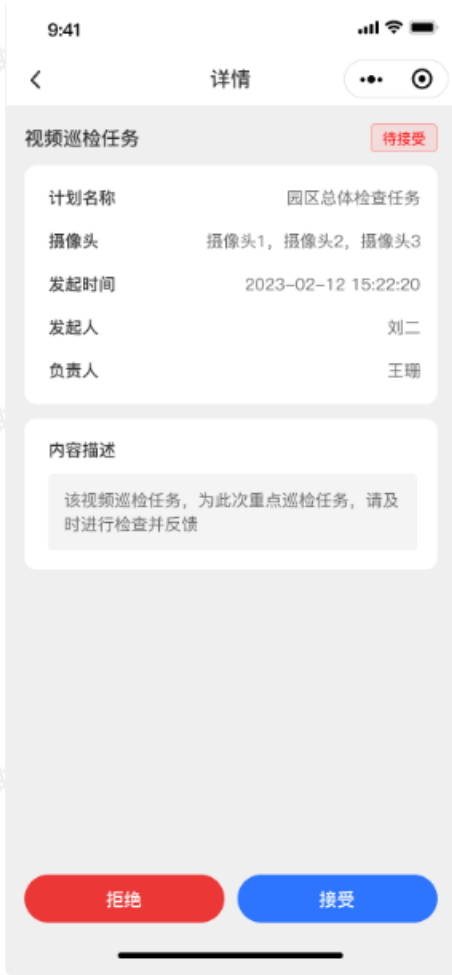 9:41
详情
视频巡检任务 待接受
计划名称 园区总体检查任务
摄像头 摄像头1，摄像头2，摄像头3
发起时间 2023-02-12 15:22:20
发起人 刘二
负责人 王珊
内容描述
该视频巡检任务，为此次重点巡检任务，请及
时进行检查并反馈
拒绝 接受